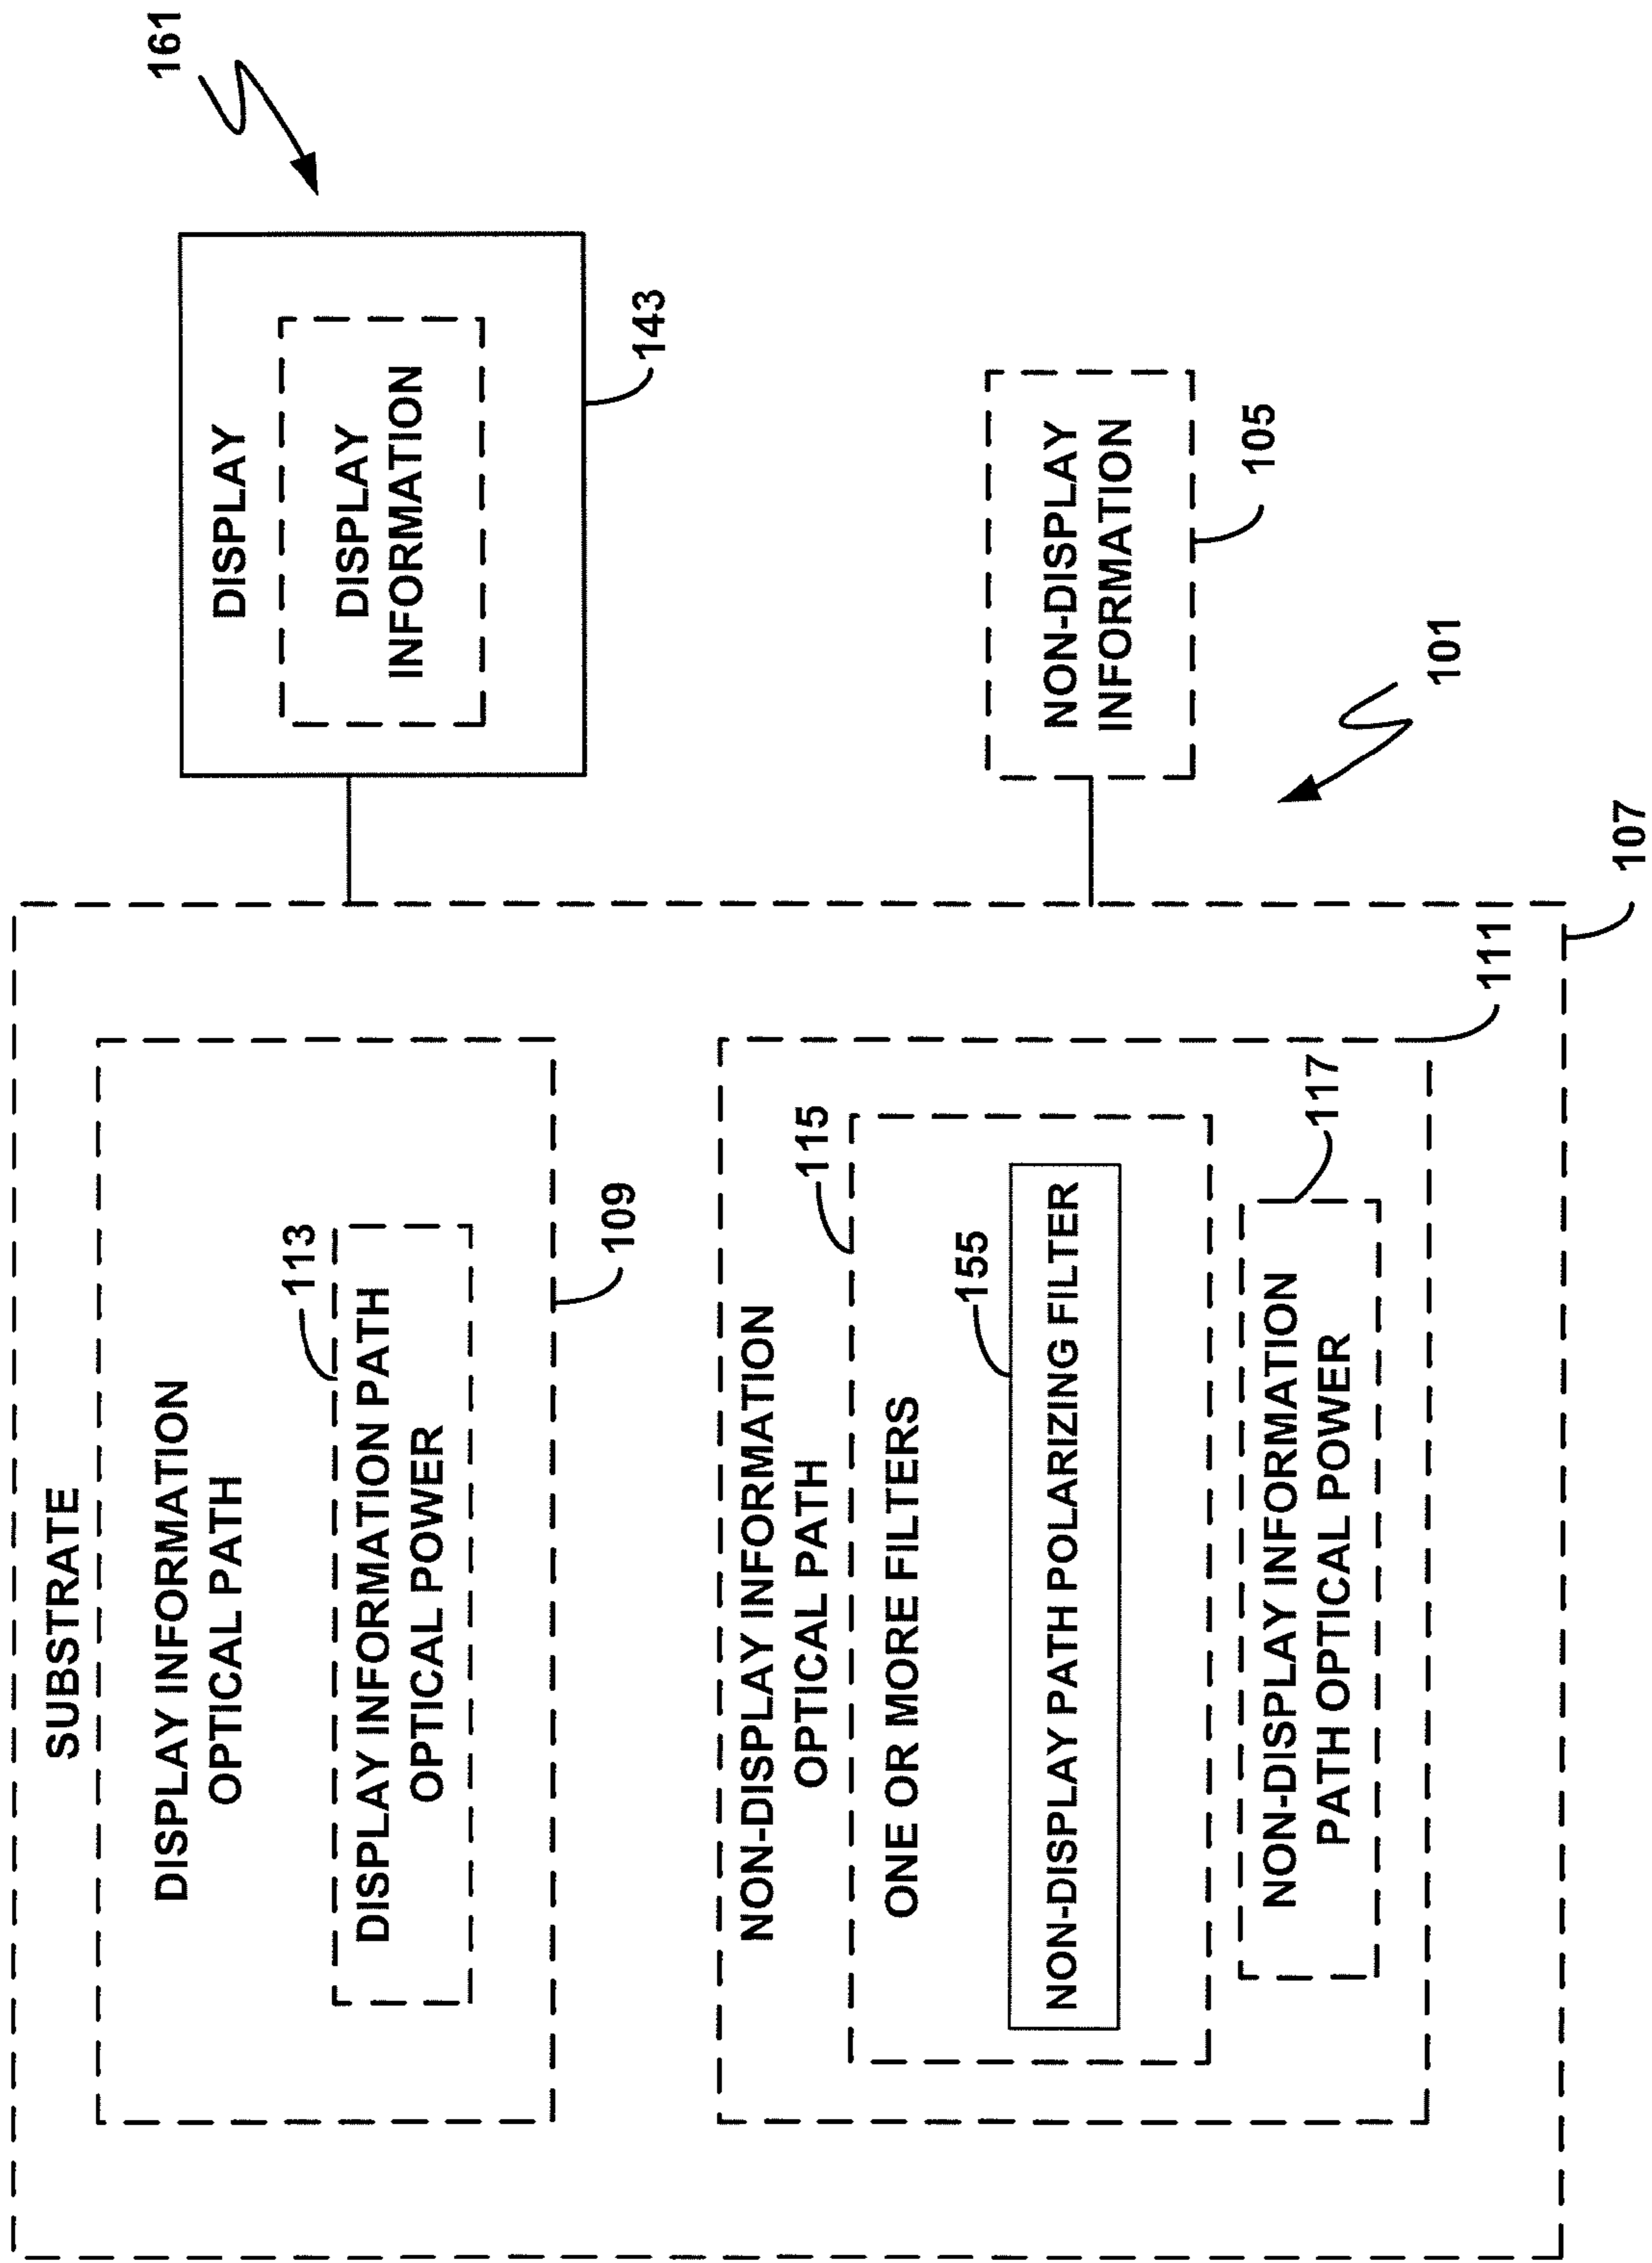 SUBSTRATE
DISPLAY INFORMATION
OPTICAL PATH
113
DISPLAY INFORMATION PATH
OPTICAL POWER
109
NON-DISPLAY INFORMATION
OPTICAL PATH
115
ONE OR MORE FILTERS
155
NON-DISPLAY PATH POLARIZING FILTER
117
NON-DISPLAY INFORMATION
PATH OPTICAL POWER
111
107
161
DISPLAY
DISPLAY
INFORMATION
143
NON-DISPLAY
INFORMATION
105
101